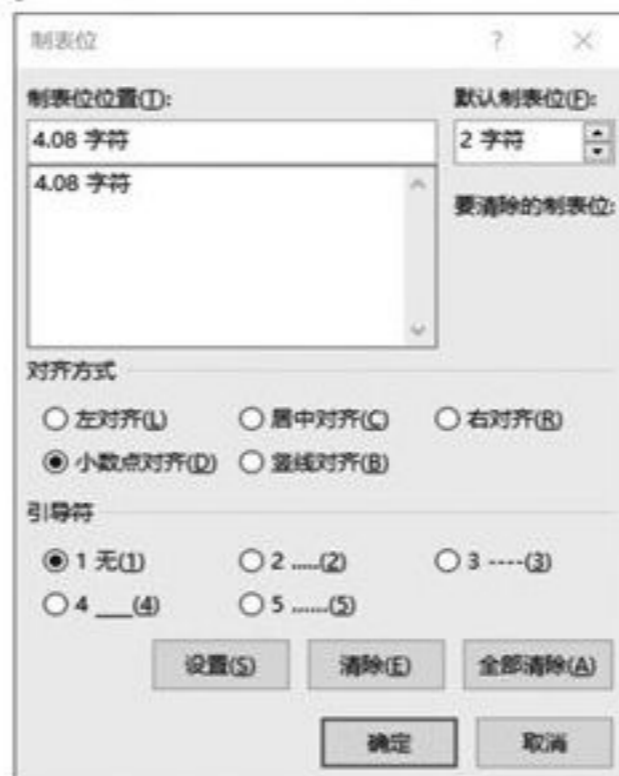 制表位 ? ×
制表位位置(T): 默认制表位(F):
4.08 字符 2 字符
4.08 字符
要清除的制表位:
对齐方式
左对齐(L) 居中对齐(C) 右对齐(R)
小数点对齐(D) 竖线对齐(B)
引导符
1 无(1) 2 .....(2) 3 ----(3)
4 ___(4) 5 ......(5)
设置(S) 清除(E) 全部清除(A)
确定 取消